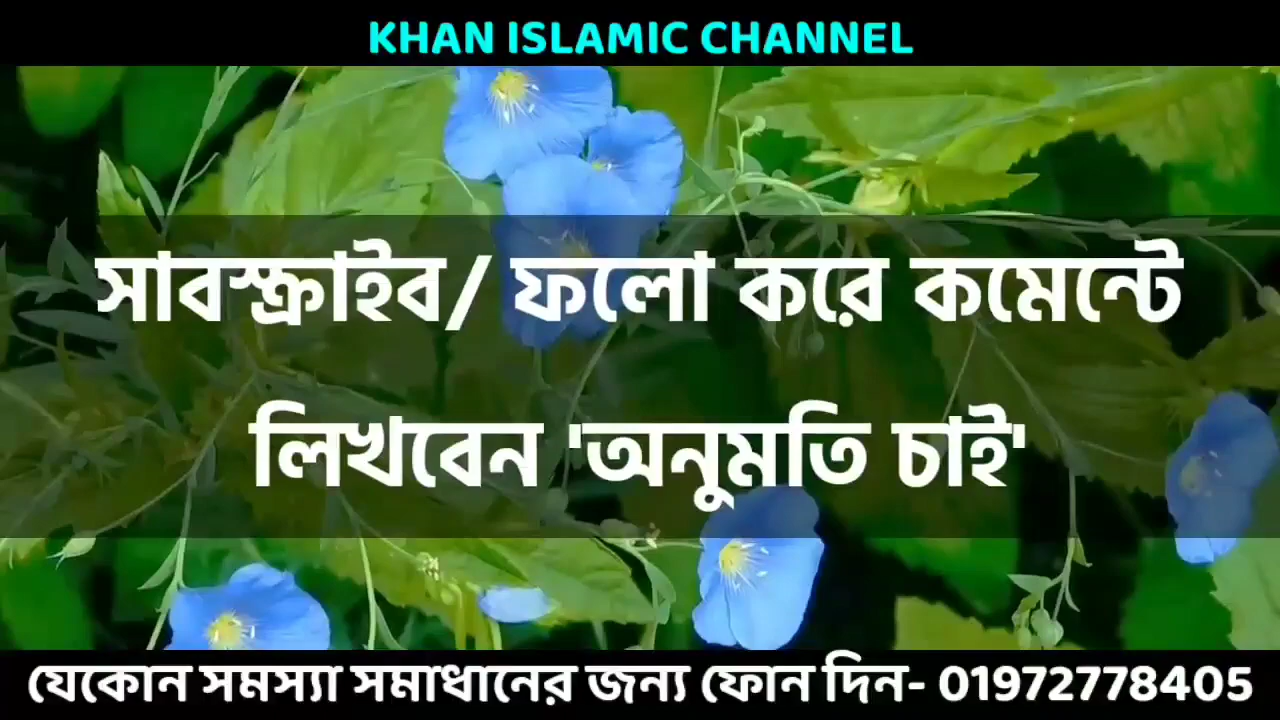 KHAN ISLAMIC CHANNEL
সাবস্ক্রাইব/ ফলো করে কমেন্টে
লিখবেন 'অনুমতি চাই'
যেকোন সমস্যা সমাধানের জন্য ফোন দিন- 01972778405